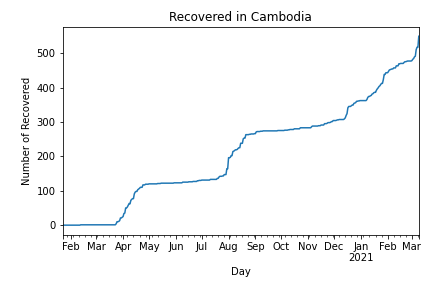 Recovered in Cambodia
Number of Recovered
500
400
300
200
100
0
Feb Mar Apr May Jun Jul Aug Sep Oct Nov Dec Jan Feb Mar
2021
Day